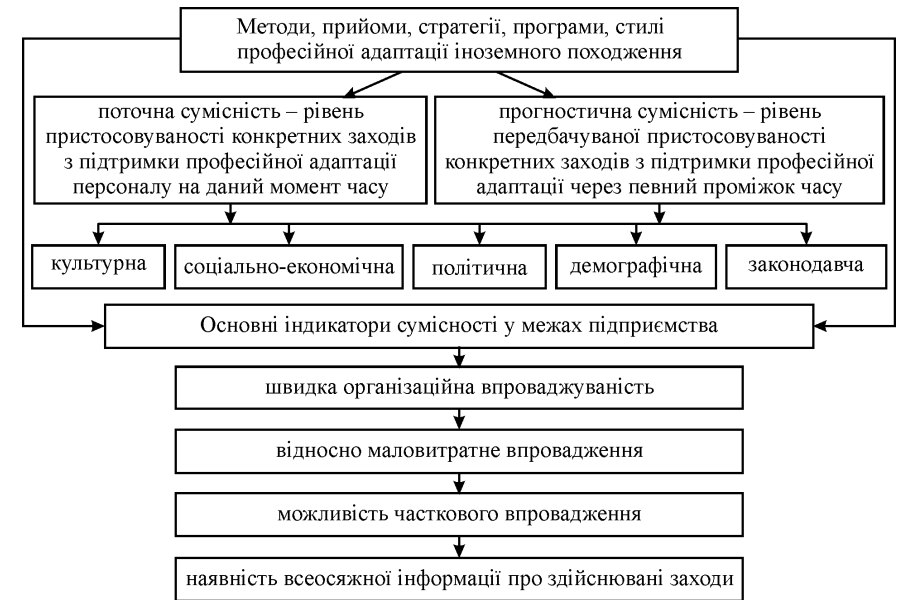 Методи, прийоми, стратегії, програми, стилі
професійної адаптації іноземного походження
поточна сумісність – рівень
пристосовуваності конкретних заходів
з підтримки професійної адаптації
персоналу на даний момент часу
прогностична сумісність – рівень
передбачуваної пристосовуваності
конкретних заходів з підтримки професійної
адаптації через певний проміжок часу
культурна
соціально-економічна
політична
демографічна
законодавча
Основні індикатори сумісності у межах підприємства
швидка організаційна впроваджуваність
відносно маловитратне впровадження
можливість часткового впровадження
наявність всеосяжної інформації про здійснювані заходи